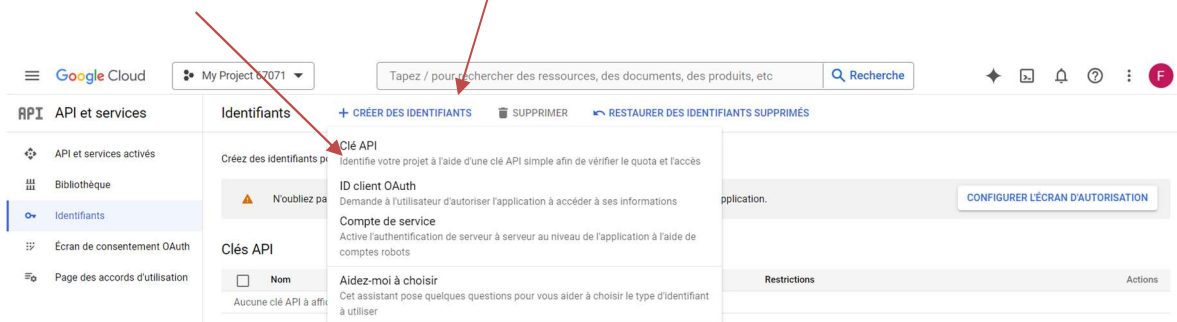 Google Cloud
My Project 67071
Tapez / pour rechercher des ressources, des documents, des produits, etc
Recherche
F
API API et services
Identifiants
+ CRÉER DES IDENTIFIANTS
SUPPRIMER
RESTAURER DES IDENTIFIANTS SUPPRIMÉS
API et services activés
Bibliothèque
Identifiants
Écran de consentement OAuth
Page des accords d'utilisation
Créez des identifiants
Clé API
Identifie votre projet à l'aide d'une clé API simple afin de vérifier le quota et l'accès
ID client OAuth
Demande à l'utilisateur d'autoriser l'application à accéder à ses informations
Compte de service
Active l'authentification de serveur à serveur au niveau de l'application à l'aide de
comptes robots
Aidez-moi à choisir
Cet assistant pose quelques questions pour vous aider à choisir le type d'identifiant
à utiliser
N'oubliez
CONFIGURER L'ÉCRAN D'AUTORISATION
Clés API
Nom
Restrictions
Actions
Aucune clé API à